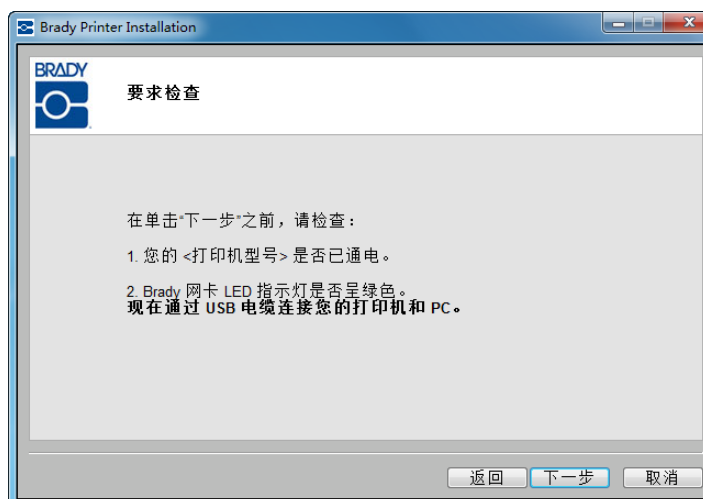 Brady Printer Installation
BRADY
要求检查
在单击“下一步”之前，请检查：
1. 您的 <打印机型号> 是否已通电。
2. Brady 网卡 LED 指示灯是否呈绿色。
现在通过 USB 电缆连接您的打印机和 PC。
返回
下一步
取消